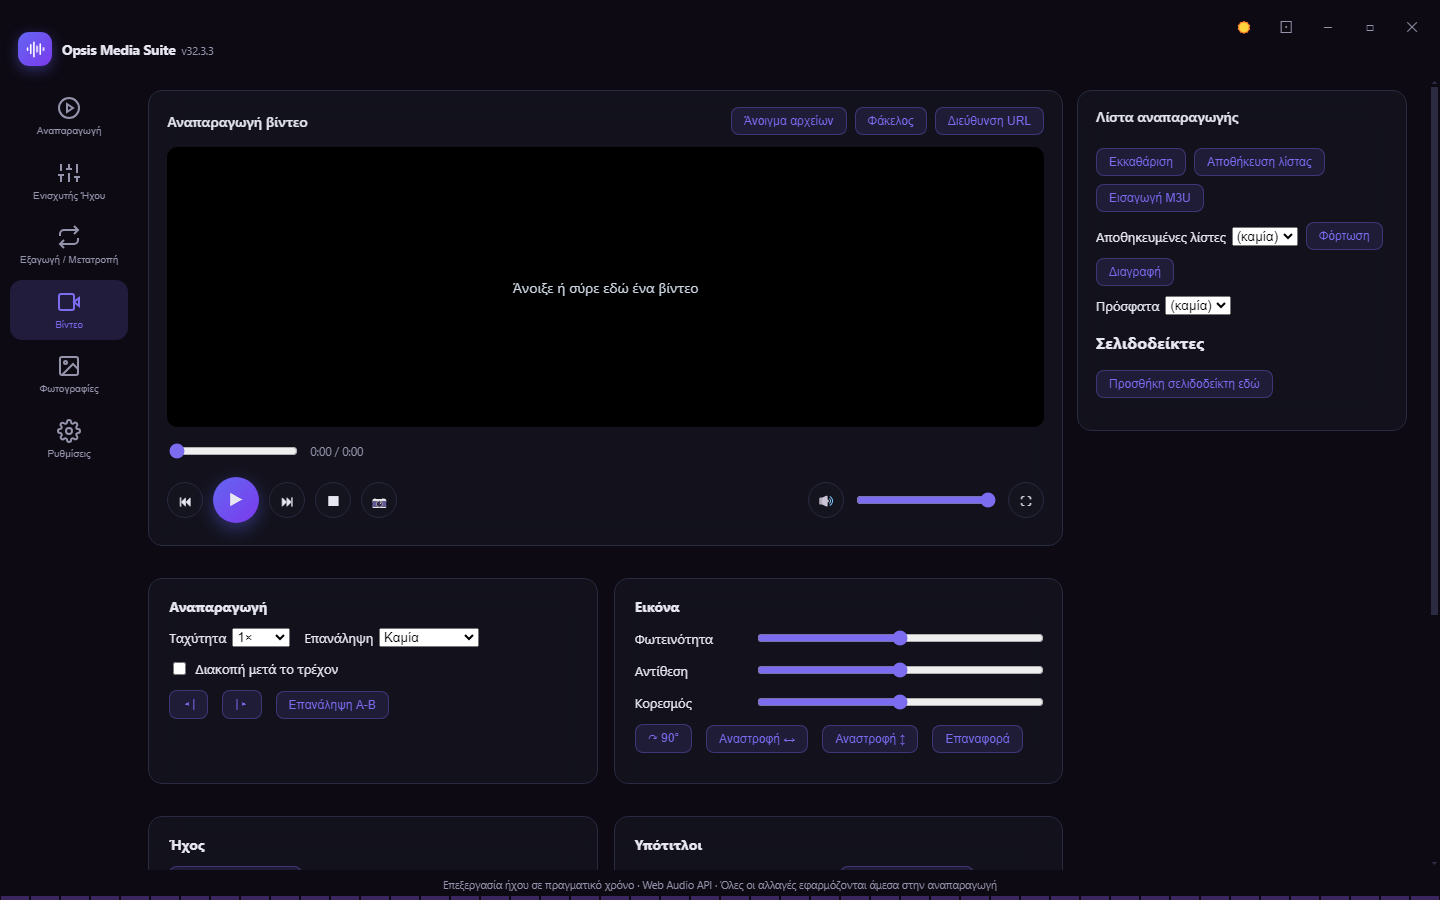 Opsis Media Suite v32.3.3
Αναπαραγωγή
Ενισχυτής Ήχου
Εξαγωγή / Μετατροπή
Βίντεο
Φωτογραφίες
Ρυθμίσεις
Αναπαραγωγή βίντεο
Άνοιγμα αρχείων
Φάκελος
Διεύθυνση URL
Άνοιξε ή σύρε εδώ ένα βίντεο
0:00 / 0:00
Αναπαραγωγή
Ταχύτητα 1× Επανάληψη Καμία
Διακοπή μετά το τρέχον
Επανάληψη A-B
Εικόνα
Φωτεινότητα
Αντίθεση
Κορεσμός
↷ 90°
Αναστροφή ↔
Αναστροφή ↕
Επαναφορά
Ήχος
Υπότιτλοι
Λίστα αναπαραγωγής
Εκκαθάριση
Αποθήκευση λίστας
Εισαγωγή M3U
Αποθηκευμένες λίστες (καμία) Φόρτωση
Διαγραφή
Πρόσφατα (καμία)
Σελιδοδείκτες
Προσθήκη σελιδοδείκτη εδώ
Επεξεργασία ήχου σε πραγματικό χρόνο · Web Audio API · Όλες οι αλλαγές εφαρμόζονται άμεσα στην αναπαραγωγή